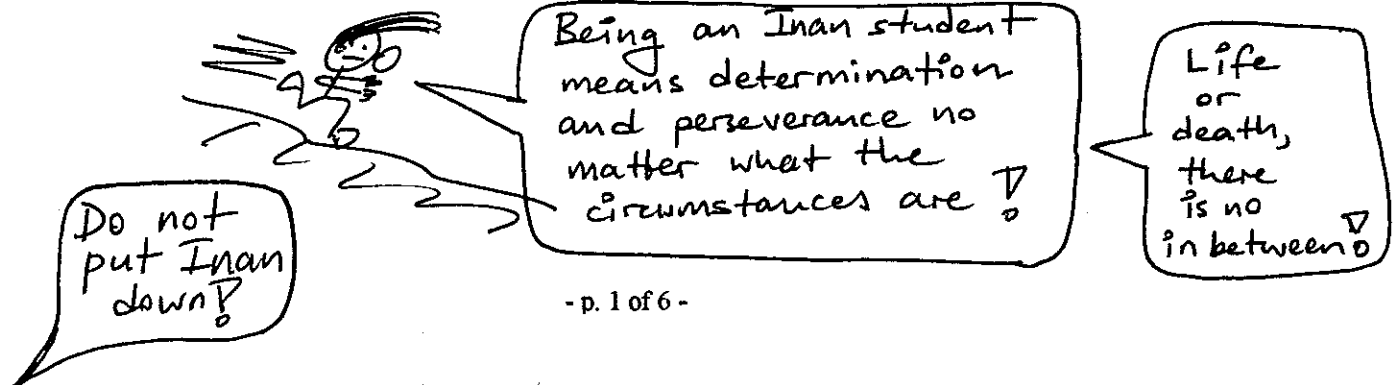 Being an Inan student
means determination
and perseverance no
matter what the
circumstances are!
Life
or
death,
there
is no
in between!
Do not
put Inan
down!
- p. 1 of 6 -